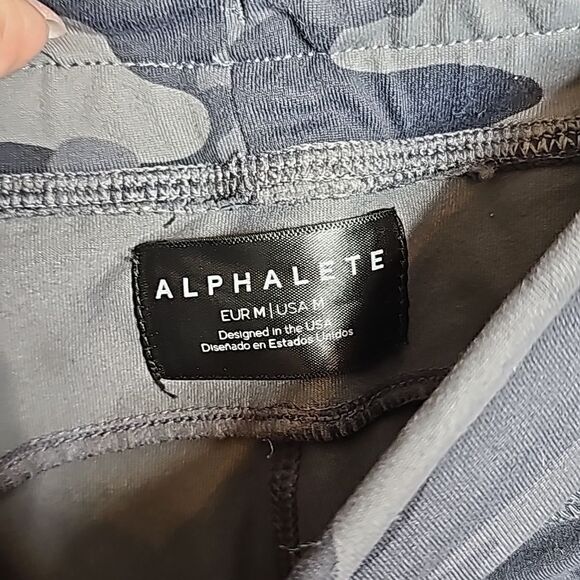 ALPHALETE
EUR M | USA M
Designed in the USA
Diseñado en Estados Unidos